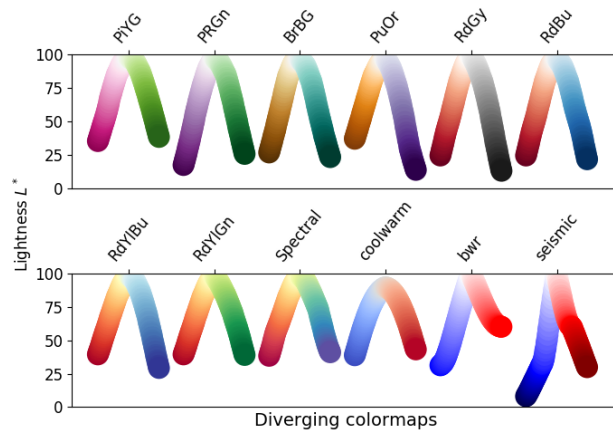 PiYG PRGn BrBG PuOr RdGy RdBu
100
75
50
25
0
Lightness L*
RdYlBu RdYlGn Spectral coolwarm bwr seismic
100
75
50
25
0
Diverging colormaps